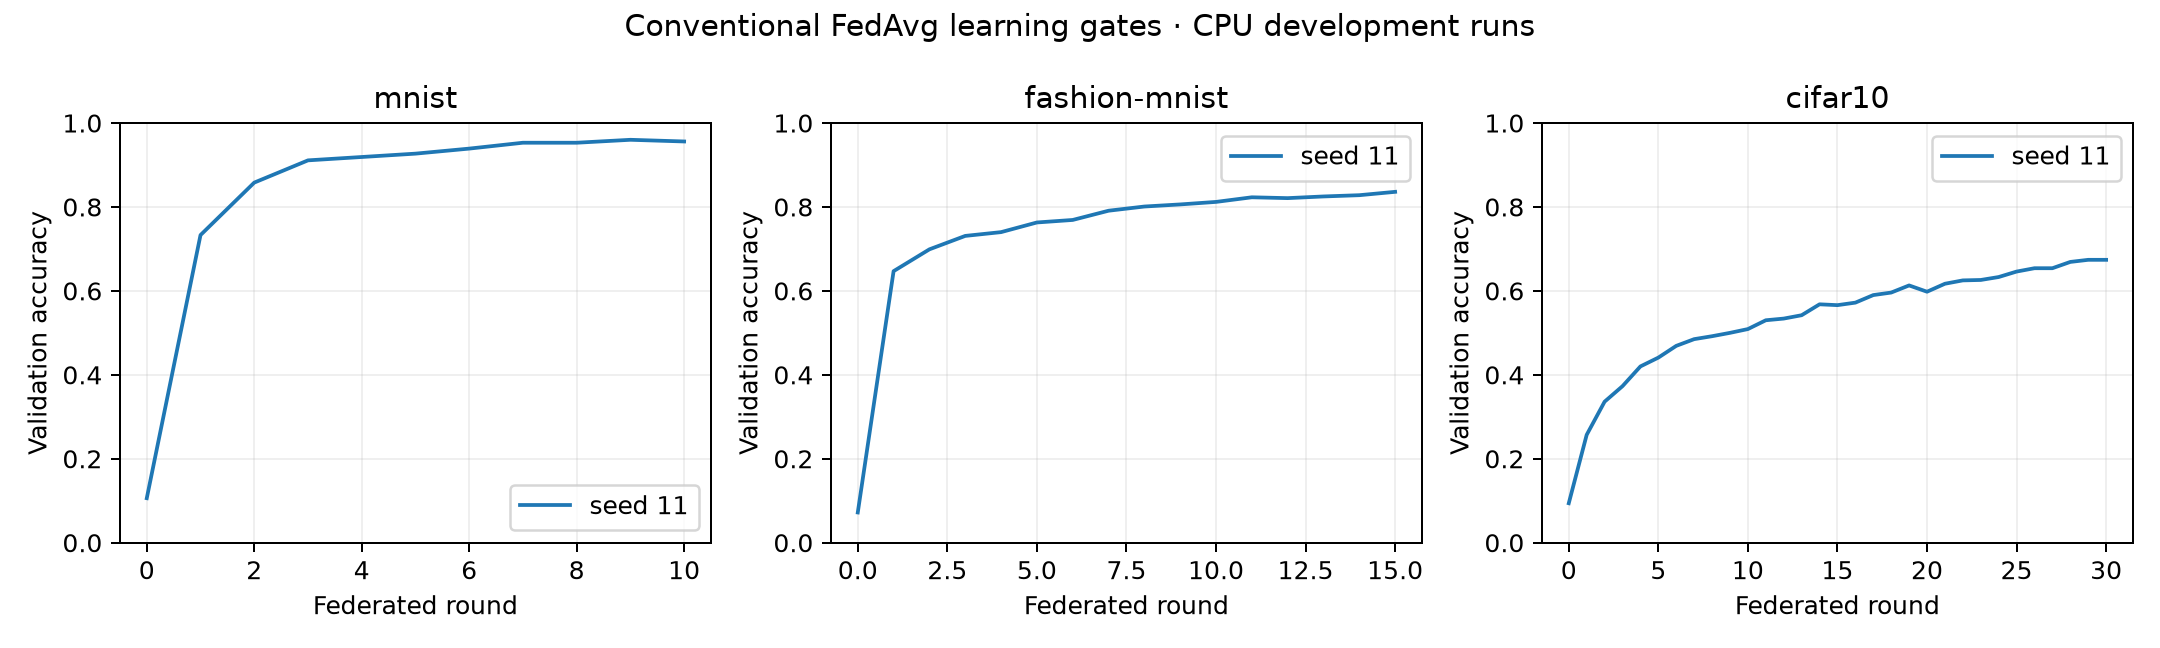 Conventional FedAvg learning gates · CPU development runs
mnist
1.0
0.8
0.6
0.4
0.2
0.0
Validation accuracy
seed 11
0 2 4 6 8 10
Federated round
fashion-mnist
1.0
0.8
0.6
0.4
0.2
0.0
Validation accuracy
seed 11
0.0 2.5 5.0 7.5 10.0 12.5 15.0
Federated round
cifar10
1.0
0.8
0.6
0.4
0.2
0.0
Validation accuracy
seed 11
0 5 10 15 20 25 30
Federated round